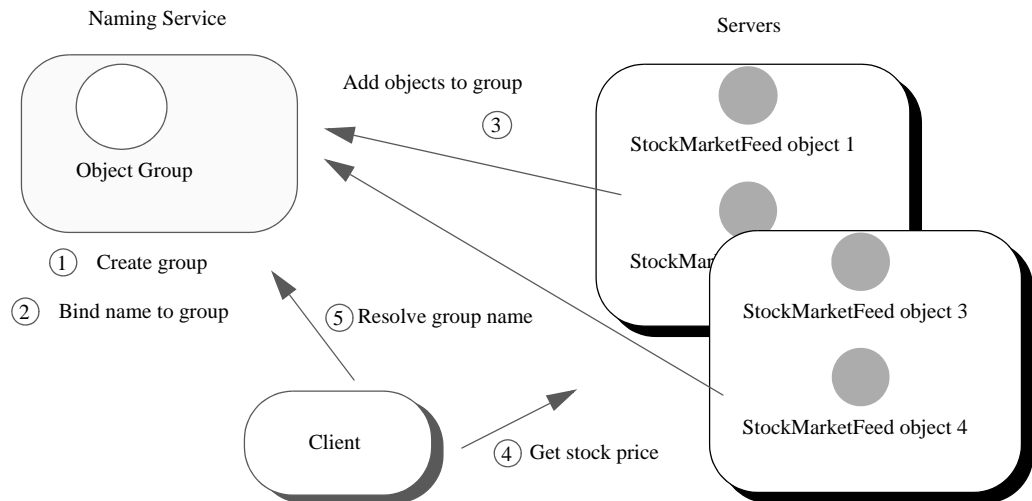 Naming Service
Servers
Add objects to group
3
StockMarketFeed object 1
Object Group
StockMar
1 Create group
2 Bind name to group
5 Resolve group name
StockMarketFeed object 3
Client
4 Get stock price
StockMarketFeed object 4